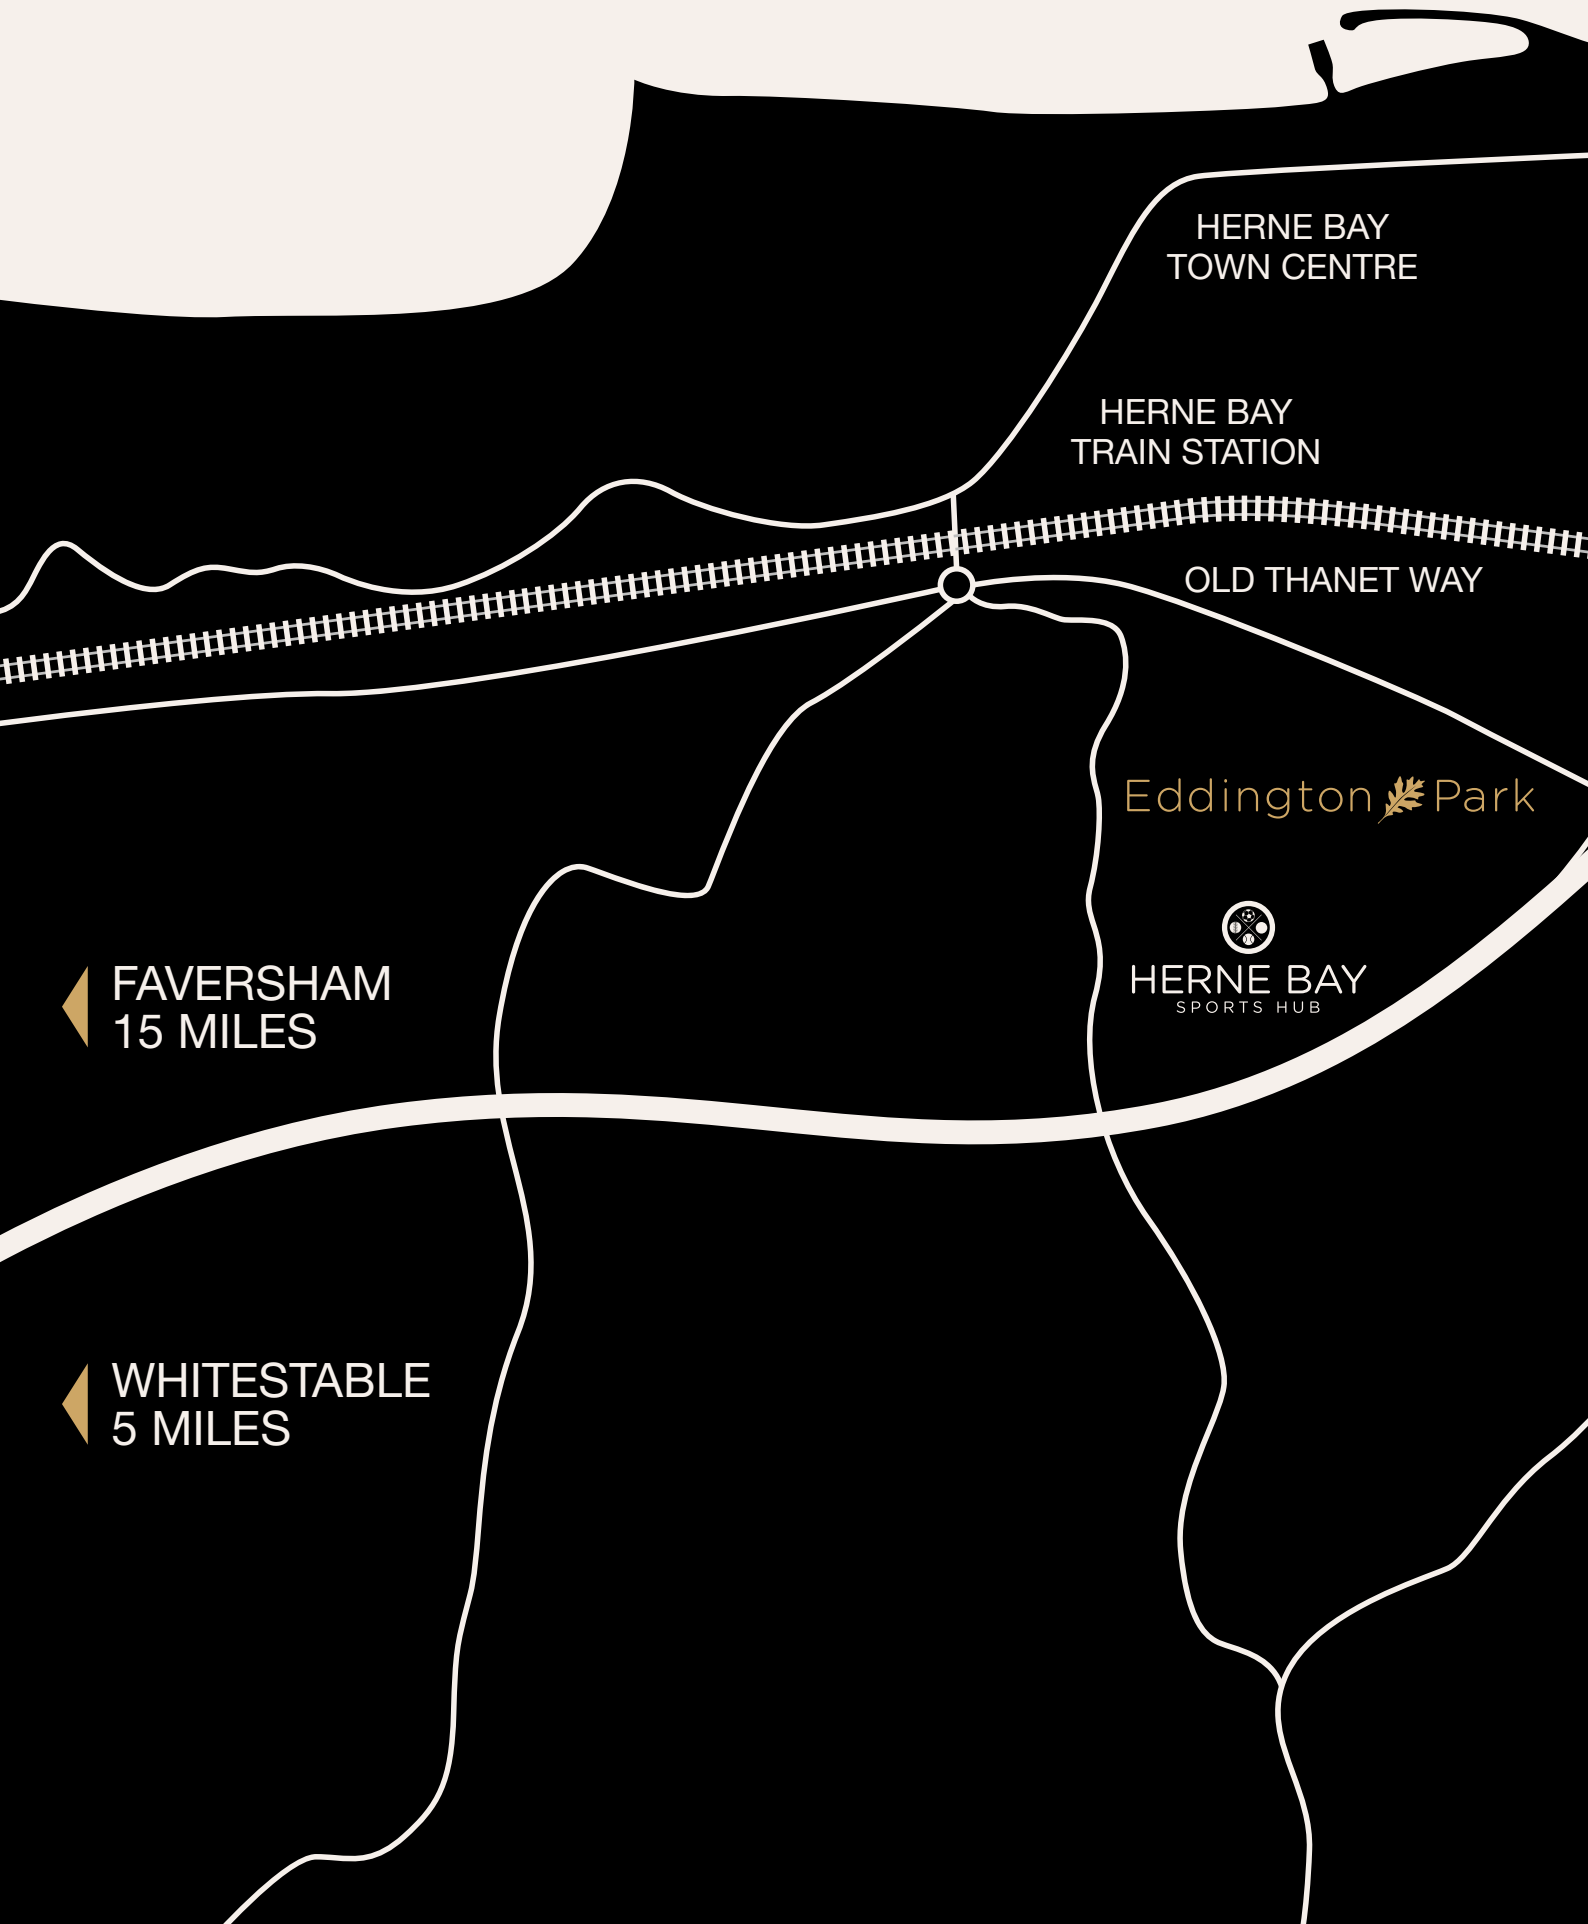 HERNE BAY
TOWN CENTRE
HERNE BAY
TRAIN STATION
OLD THANET WAY
Eddington Park
HERNE BAY
SPORTS HUB
FAVERSHAM
15 MILES
WHITESTABLE
5 MILES